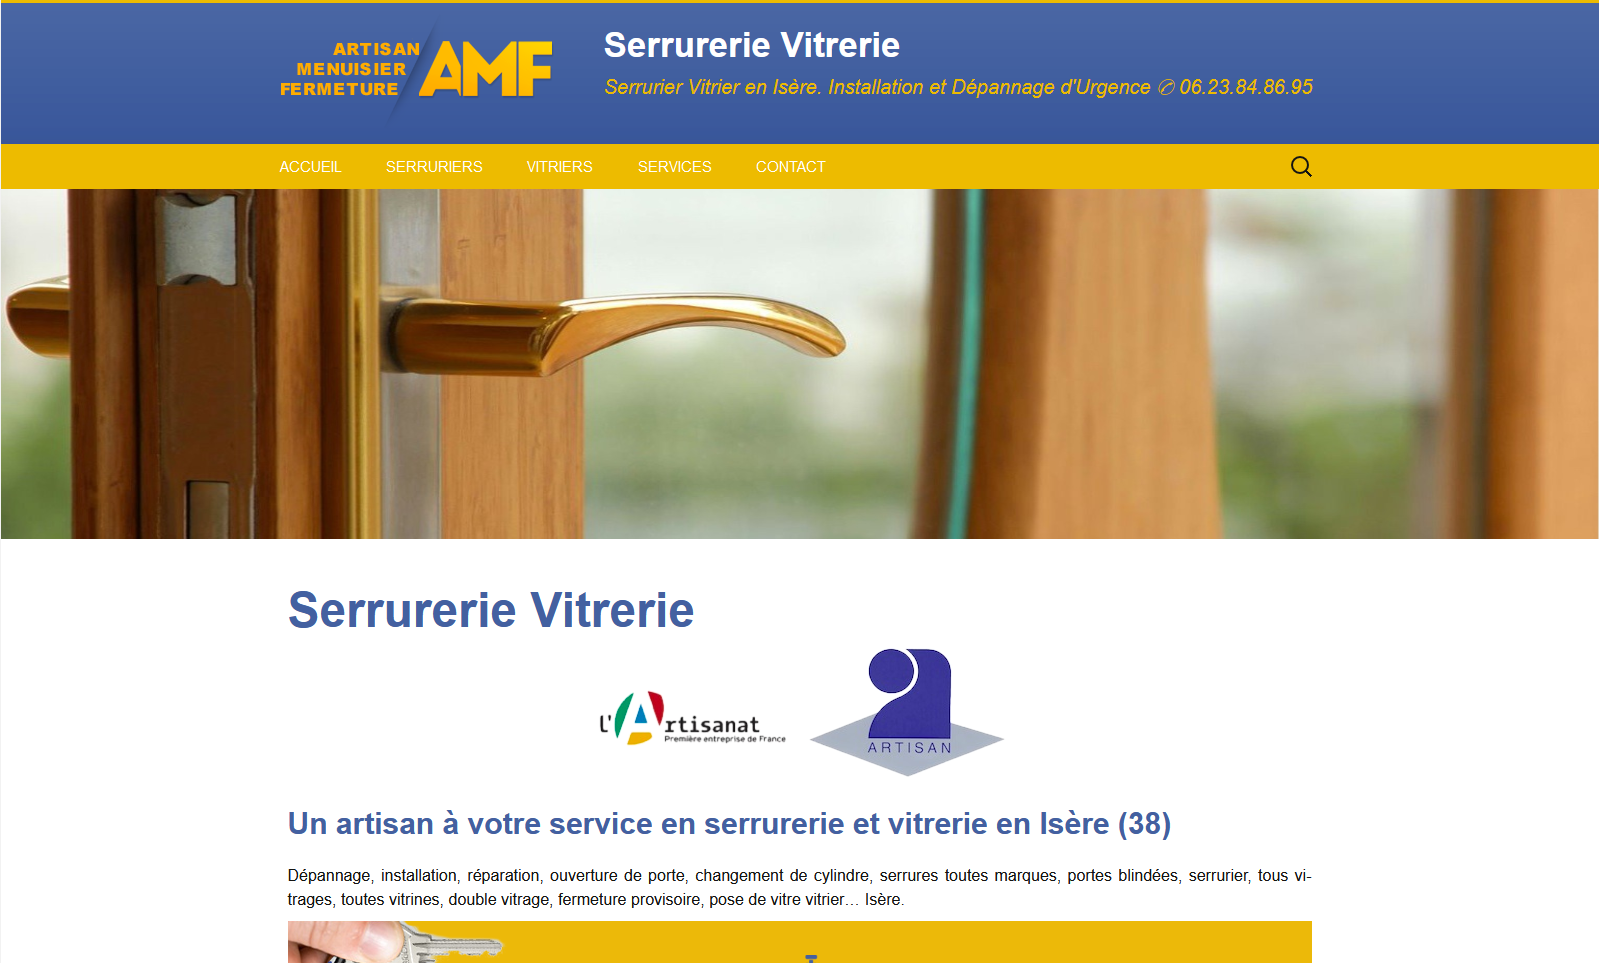 ARTISAN
MENUISIER
FERMETURE
AMF
Serrurerie Vitrerie
Serrurier Vitrier en Isère. Installation et Dépannage d'Urgence ✆ 06.23.84.86.95
ACCUEIL SERRURIERS VITRIERS SERVICES CONTACT
Serrurerie Vitrerie
l'Artisanat
Première entreprise de France
ARTISAN
Un artisan à votre service en serrurerie et vitrerie en Isère (38)
Dépannage, installation, réparation, ouverture de porte, changement de cylindre, serrures toutes marques, portes blindées, serrurier, tous vi-
trages, toutes vitrines, double vitrage, fermeture provisoire, pose de vitre vitrier… Isère.